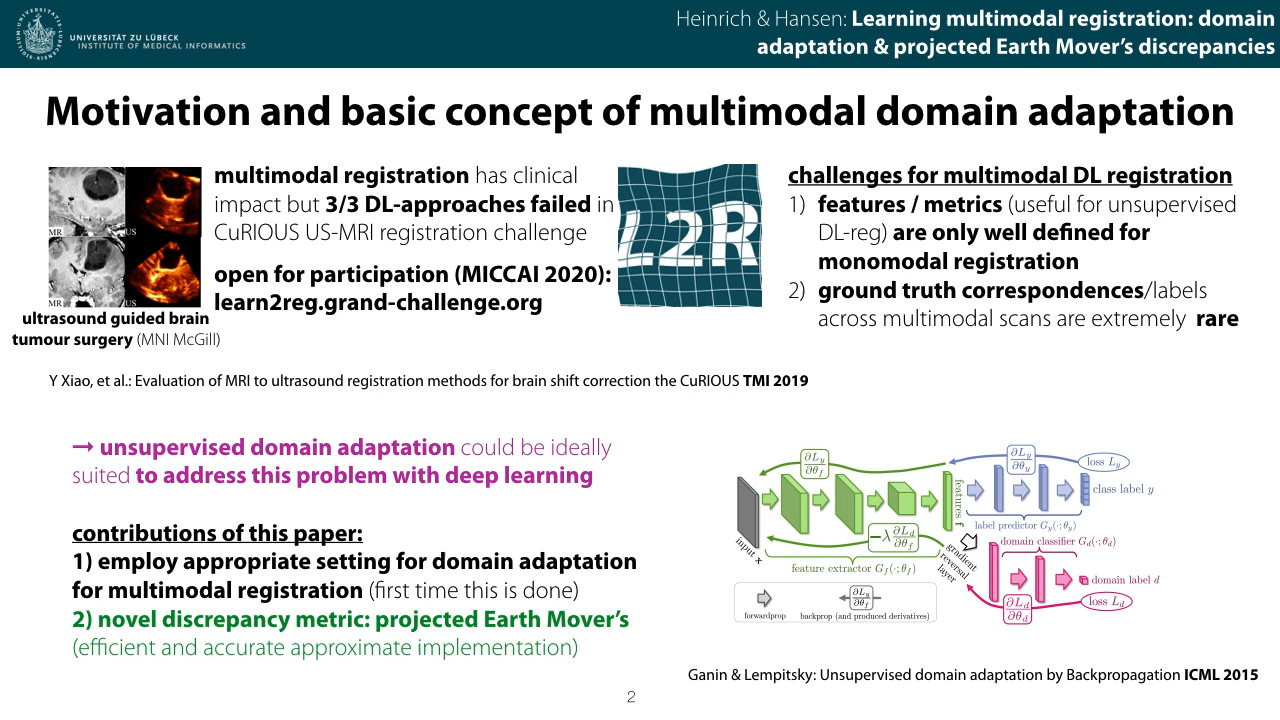 UNIVERSITÄT ZU LÜBECK
INSTITUTE OF MEDICAL INFORMATICS
Heinrich & Hansen: Learning multimodal registration: domain
adaptation & projected Earth Mover's discrepancies
Motivation and basic concept of multimodal domain adaptation
MR
US
MR
US
ultrasound guided brain
tumour surgery (MNI McGill)
multimodal registration has clinical
impact but 3/3 DL-approaches failed in
CuRIOUS US-MRI registration challenge
open for participation (MICCAI 2020):
learn2reg.grand-challenge.org
L2R
challenges for multimodal DL registration
1) features / metrics (useful for unsupervised
DL-reg) are only well defined for
monomodal registration
2) ground truth correspondences/labels
across multimodal scans are extremely rare
Y Xiao, et al.: Evaluation of MRI to ultrasound registration methods for brain shift correction the CuRIOUS TMI 2019
→ unsupervised domain adaptation could be ideally
suited to address this problem with deep learning
contributions of this paper:
1) employ appropriate setting for domain adaptation
for multimodal registration (first time this is done)
2) novel discrepancy metric: projected Earth Mover's
(efficient and accurate approximate implementation)
∂L_y/∂θ_f
∂L_y/∂θ_y
loss L_y
class label y
features f
input x
−λ ∂L_d/∂θ_f
label predictor G_y(·;θ_y)
feature extractor G_f(·;θ_f)
gradient reversal layer
domain classifier G_d(·;θ_d)
domain label d
∂L_d/∂θ_d
loss L_d
∂L_y/∂θ_f
forwardprop
backprop (and produced derivatives)
Ganin & Lempitsky: Unsupervised domain adaptation by Backpropagation ICML 2015
2